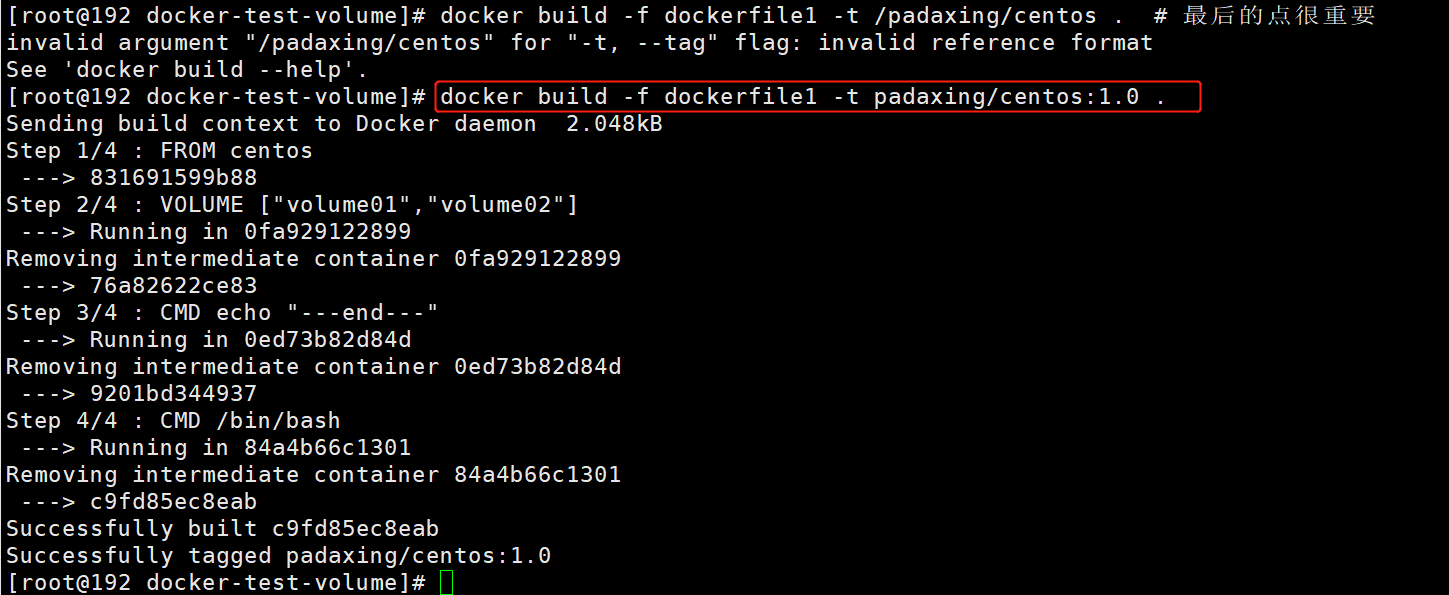 [root@192 docker-test-volume]# docker build -f dockerfile1 -t /padaxing/centos .  # 最后的点很重要
invalid argument "/padaxing/centos" for "-t, --tag" flag: invalid reference format
See 'docker build --help'.
[root@192 docker-test-volume]# docker build -f dockerfile1 -t padaxing/centos:1.0 .
Sending build context to Docker daemon  2.048kB
Step 1/4 : FROM centos
 ---> 831691599b88
Step 2/4 : VOLUME ["volume01","volume02"]
 ---> Running in 0fa929122899
Removing intermediate container 0fa929122899
 ---> 76a82622ce83
Step 3/4 : CMD echo "---end---"
 ---> Running in 0ed73b82d84d
Removing intermediate container 0ed73b82d84d
 ---> 9201bd344937
Step 4/4 : CMD /bin/bash
 ---> Running in 84a4b66c1301
Removing intermediate container 84a4b66c1301
 ---> c9fd85ec8eab
Successfully built c9fd85ec8eab
Successfully tagged padaxing/centos:1.0
[root@192 docker-test-volume]#